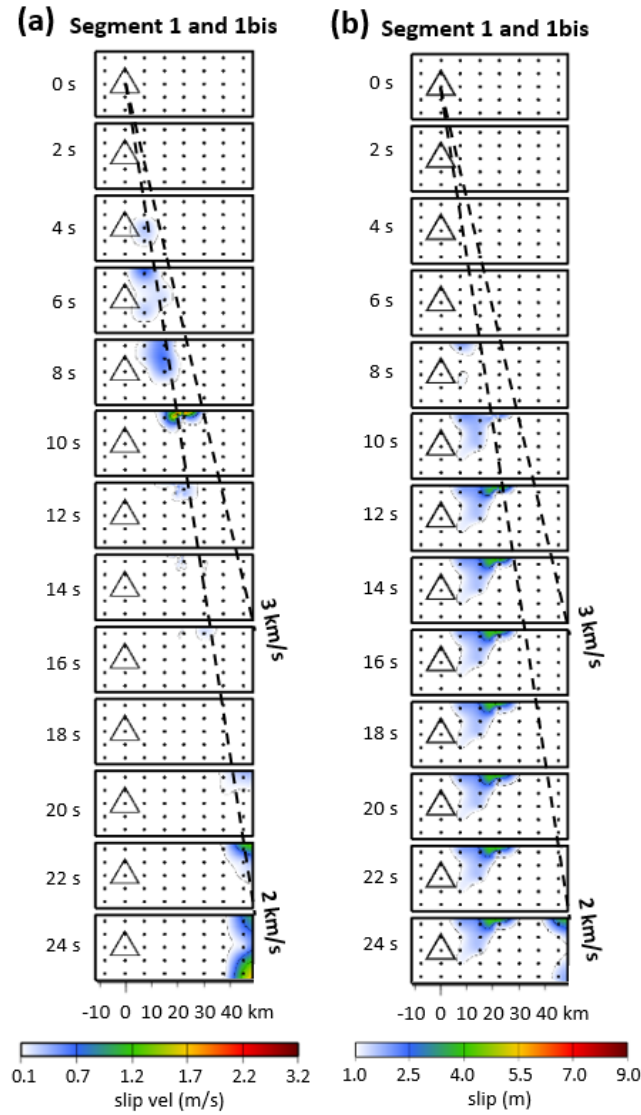 (a) Segment 1 and 1bis
0 s
2 s
4 s
6 s
8 s
10 s
12 s
14 s
16 s
18 s
20 s
22 s
24 s
3 km/s
2 km/s
-10 0 10 20 30 40 km
0.1 0.7 1.2 1.7 2.2 3.2
slip vel (m/s)
(b) Segment 1 and 1bis
0 s
2 s
4 s
6 s
8 s
10 s
12 s
14 s
16 s
18 s
20 s
22 s
24 s
3 km/s
2 km/s
-10 0 10 20 30 40 km
1.0 2.5 4.0 5.5 7.0 9.0
slip (m)